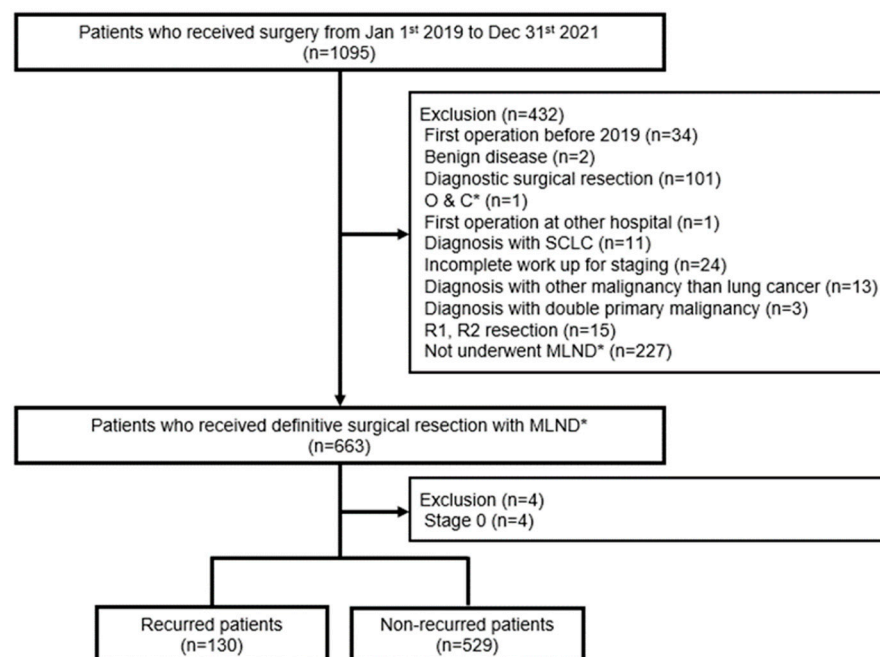 Patients who received surgery from Jan 1st 2019 to Dec 31st 2021
(n=1095)
Exclusion (n=432)
First operation before 2019 (n=34)
Benign disease (n=2)
Diagnostic surgical resection (n=101)
O & C* (n=1)
First operation at other hospital (n=1)
Diagnosis with SCLC (n=11)
Incomplete work up for staging (n=24)
Diagnosis with other malignancy than lung cancer (n=13)
Diagnosis with double primary malignancy (n=3)
R1, R2 resection (n=15)
Not underwent MLND* (n=227)
Patients who received definitive surgical resection with MLND*
(n=663)
Exclusion (n=4)
Stage 0 (n=4)
Recurred patients
(n=130)
Non-recurred patients
(n=529)